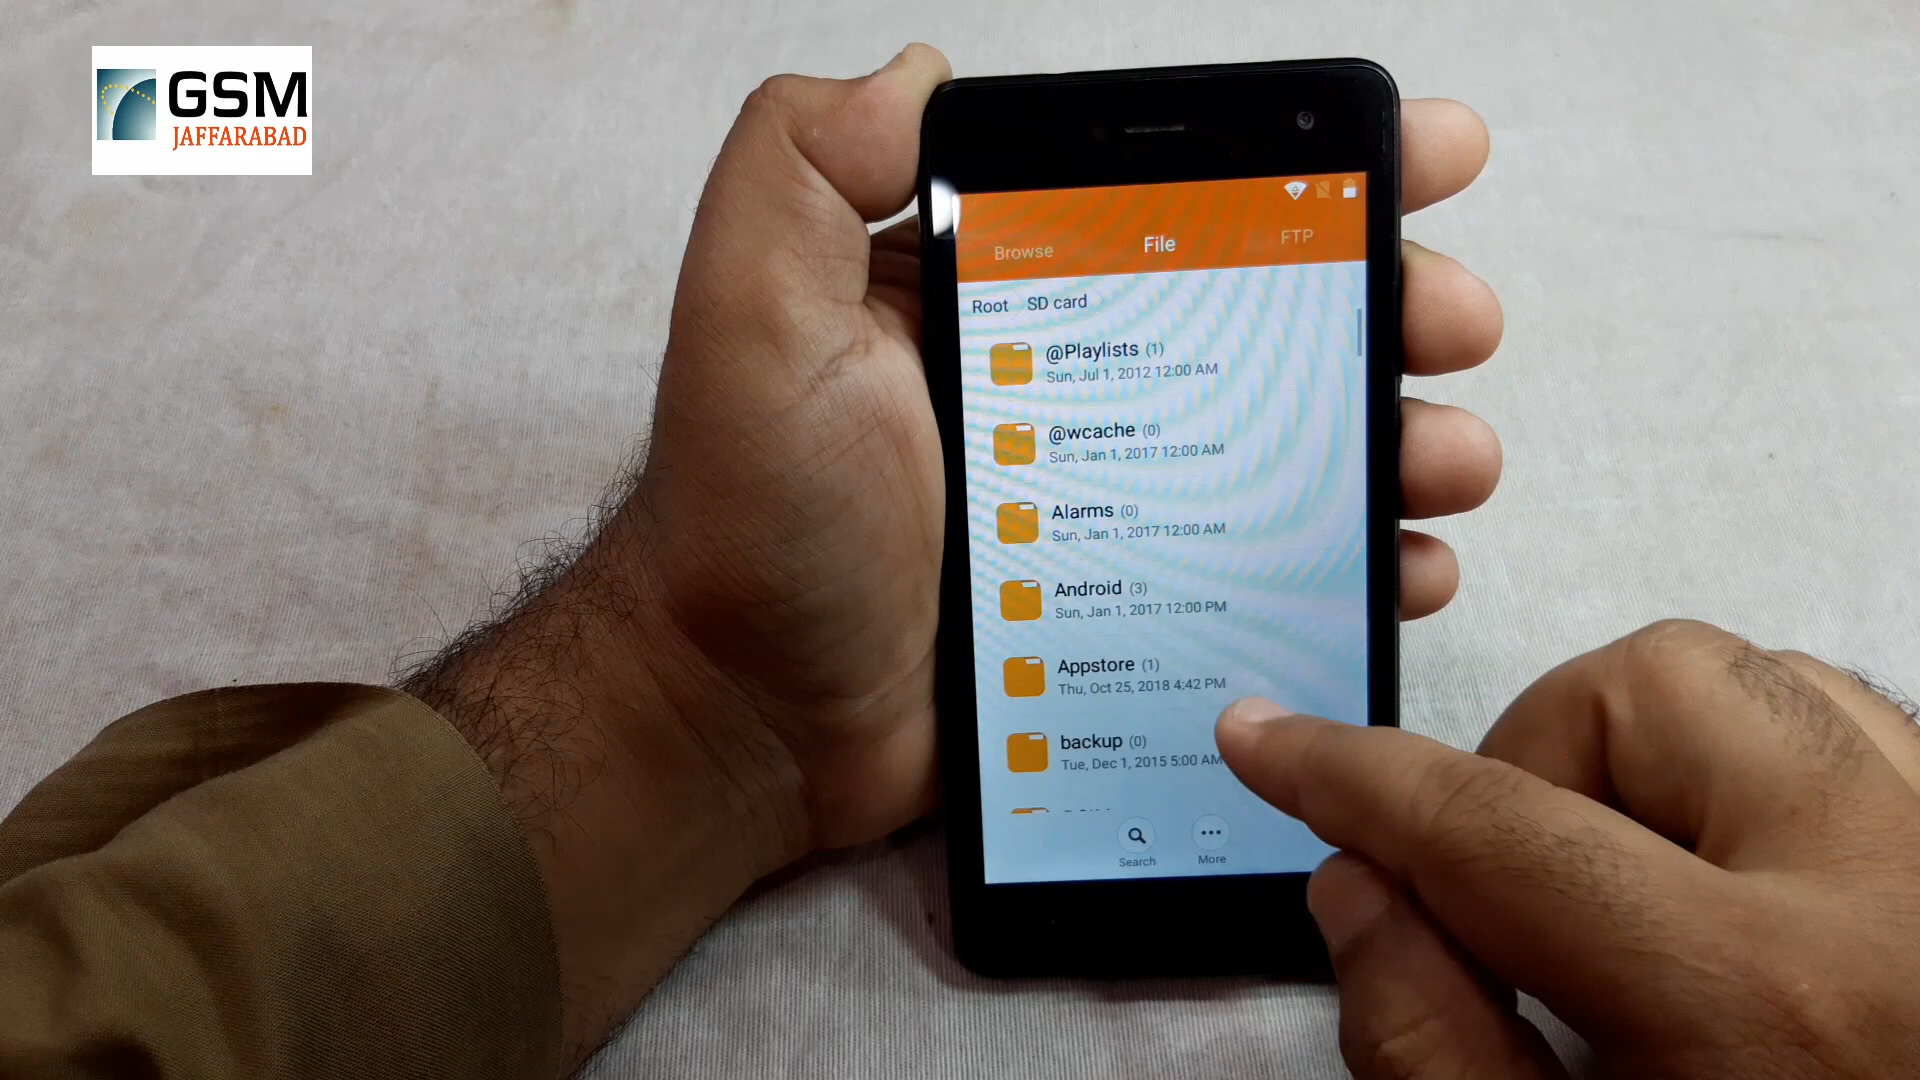 GSM
JAFFARABAD
Browse File FTP
Root SD card
@Playlists (1)
Sun, Jul 1, 2012 12:00 AM
@wcache (0)
Sun, Jan 1, 2017 12:00 AM
Alarms (0)
Sun, Jan 1, 2017 12:00 AM
Android (3)
Sun, Jan 1, 2017 12:00 PM
Appstore (1)
Thu, Oct 25, 2018 4:42 PM
backup (0)
Tue, Dec 1, 2015 5:00 AM
Search More